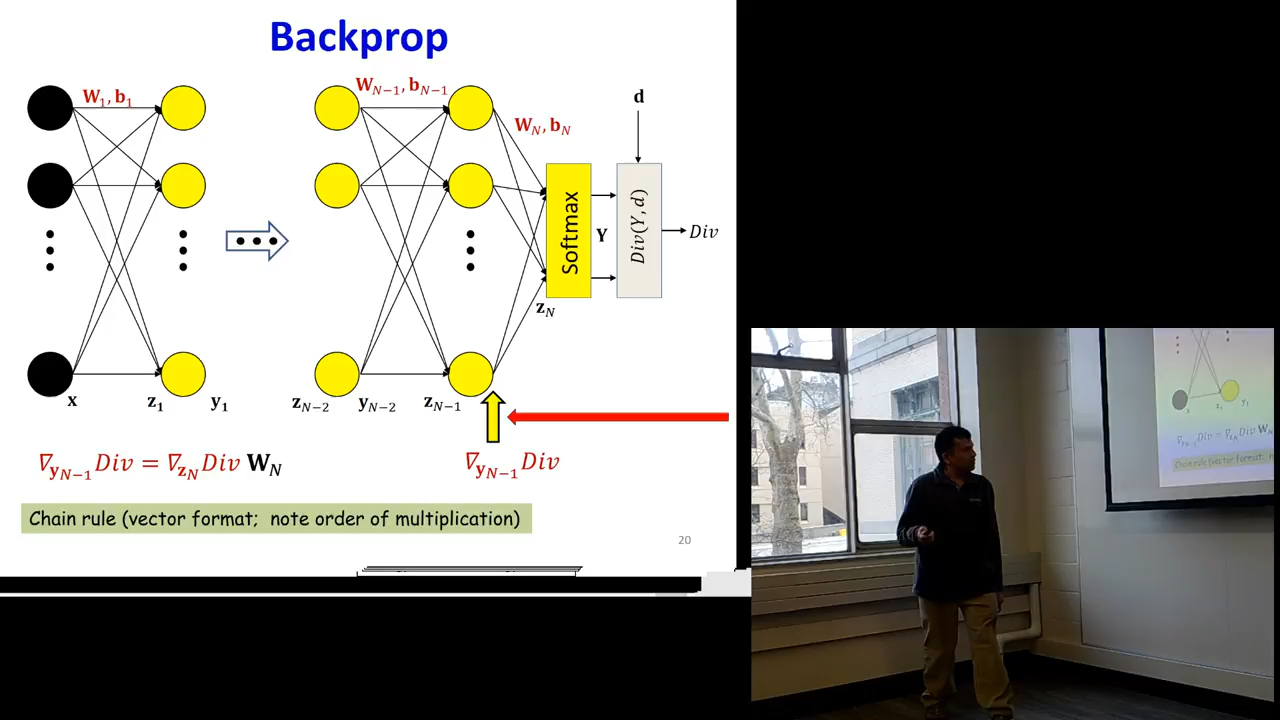 Backprop
W₁, b₁
W_{N−1}, b_{N−1}
W_N, b_N
d
Softmax
Y
Div(Y, d)
Div
z_N
x
z₁
y₁
z_{N−2}
y_{N−2}
z_{N−1}
∇_{y_{N−1}} Div = ∇_{z_N} Div W_N
∇_{y_{N−1}} Div
Chain rule (vector format; note order of multiplication)
20